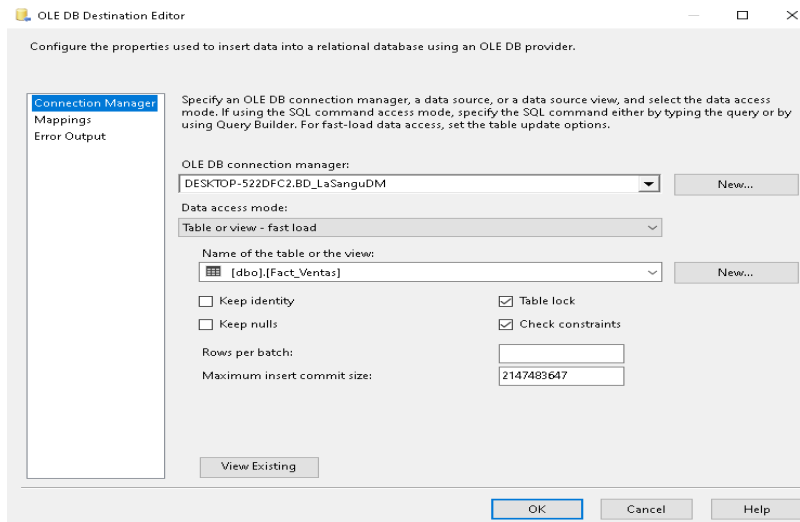 OLE DB Destination Editor
Configure the properties used to insert data into a relational database using an OLE DB provider.
Connection Manager
Mappings
Error Output
Specify an OLE DB connection manager, a data source, or a data source view, and select the data access
mode. If using the SQL command access mode, specify the SQL command either by typing the query or by
using Query Builder. For fast-load data access, set the table update options.
OLE DB connection manager:
DESKTOP-522DFC2.BD_LaSanguDM
New...
Data access mode:
Table or view - fast load
Name of the table or the view:
[dbo].[Fact_Ventas]
New...
Keep identity
Table lock
Keep nulls
Check constraints
Rows per batch:
Maximum insert commit size:
2147483647
View Existing
OK
Cancel
Help